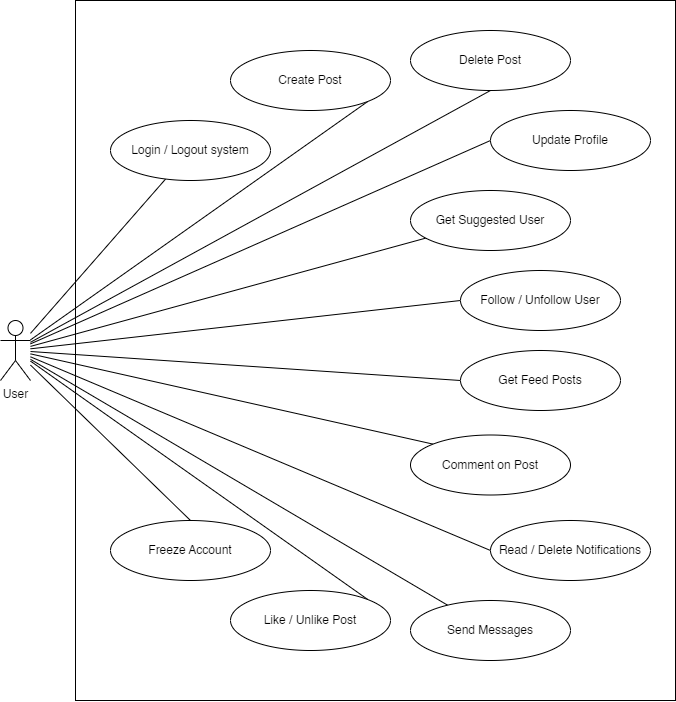 Delete Post
Create Post
Update Profile
Login / Logout system
Get Suggested User
Follow / Unfollow User
Get Feed Posts
User
Comment on Post
Freeze Account
Read / Delete Notifications
Like / Unlike Post
Send Messages